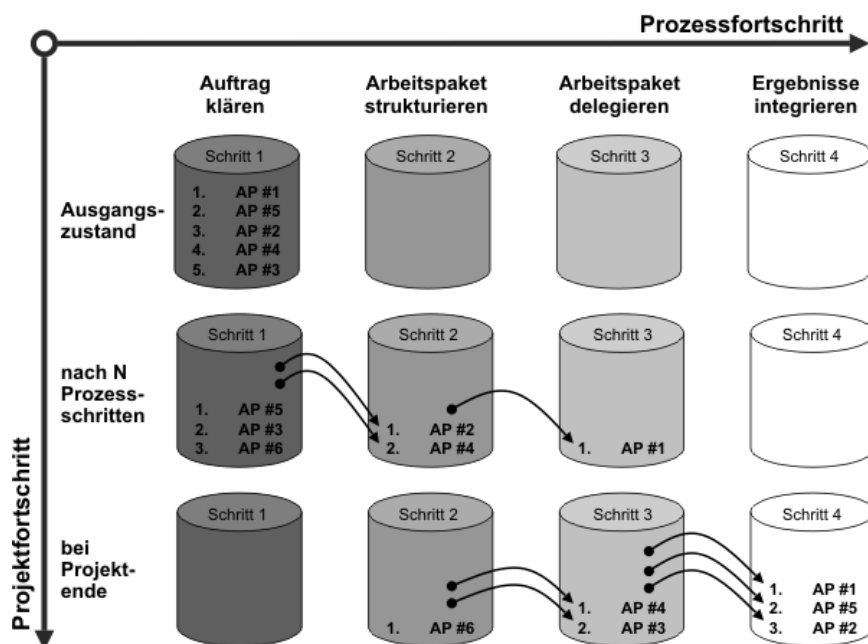 Prozessfortschritt
Auftrag klären
Arbeitspaket strukturieren
Arbeitspaket delegieren
Ergebnisse integrieren
Ausgangs-
zustand
Schritt 1
1. AP #1
2. AP #5
3. AP #2
4. AP #4
5. AP #3
Schritt 2
Schritt 3
Schritt 4
nach N
Prozess-
schritten
Schritt 1
1. AP #5
2. AP #3
3. AP #6
Schritt 2
1. AP #2
2. AP #4
Schritt 3
1. AP #1
Schritt 4
bei
Projekt-
ende
Schritt 1
Schritt 2
1. AP #6
Schritt 3
1. AP #4
2. AP #3
Schritt 4
1. AP #1
2. AP #5
3. AP #2
Projektfortschritt